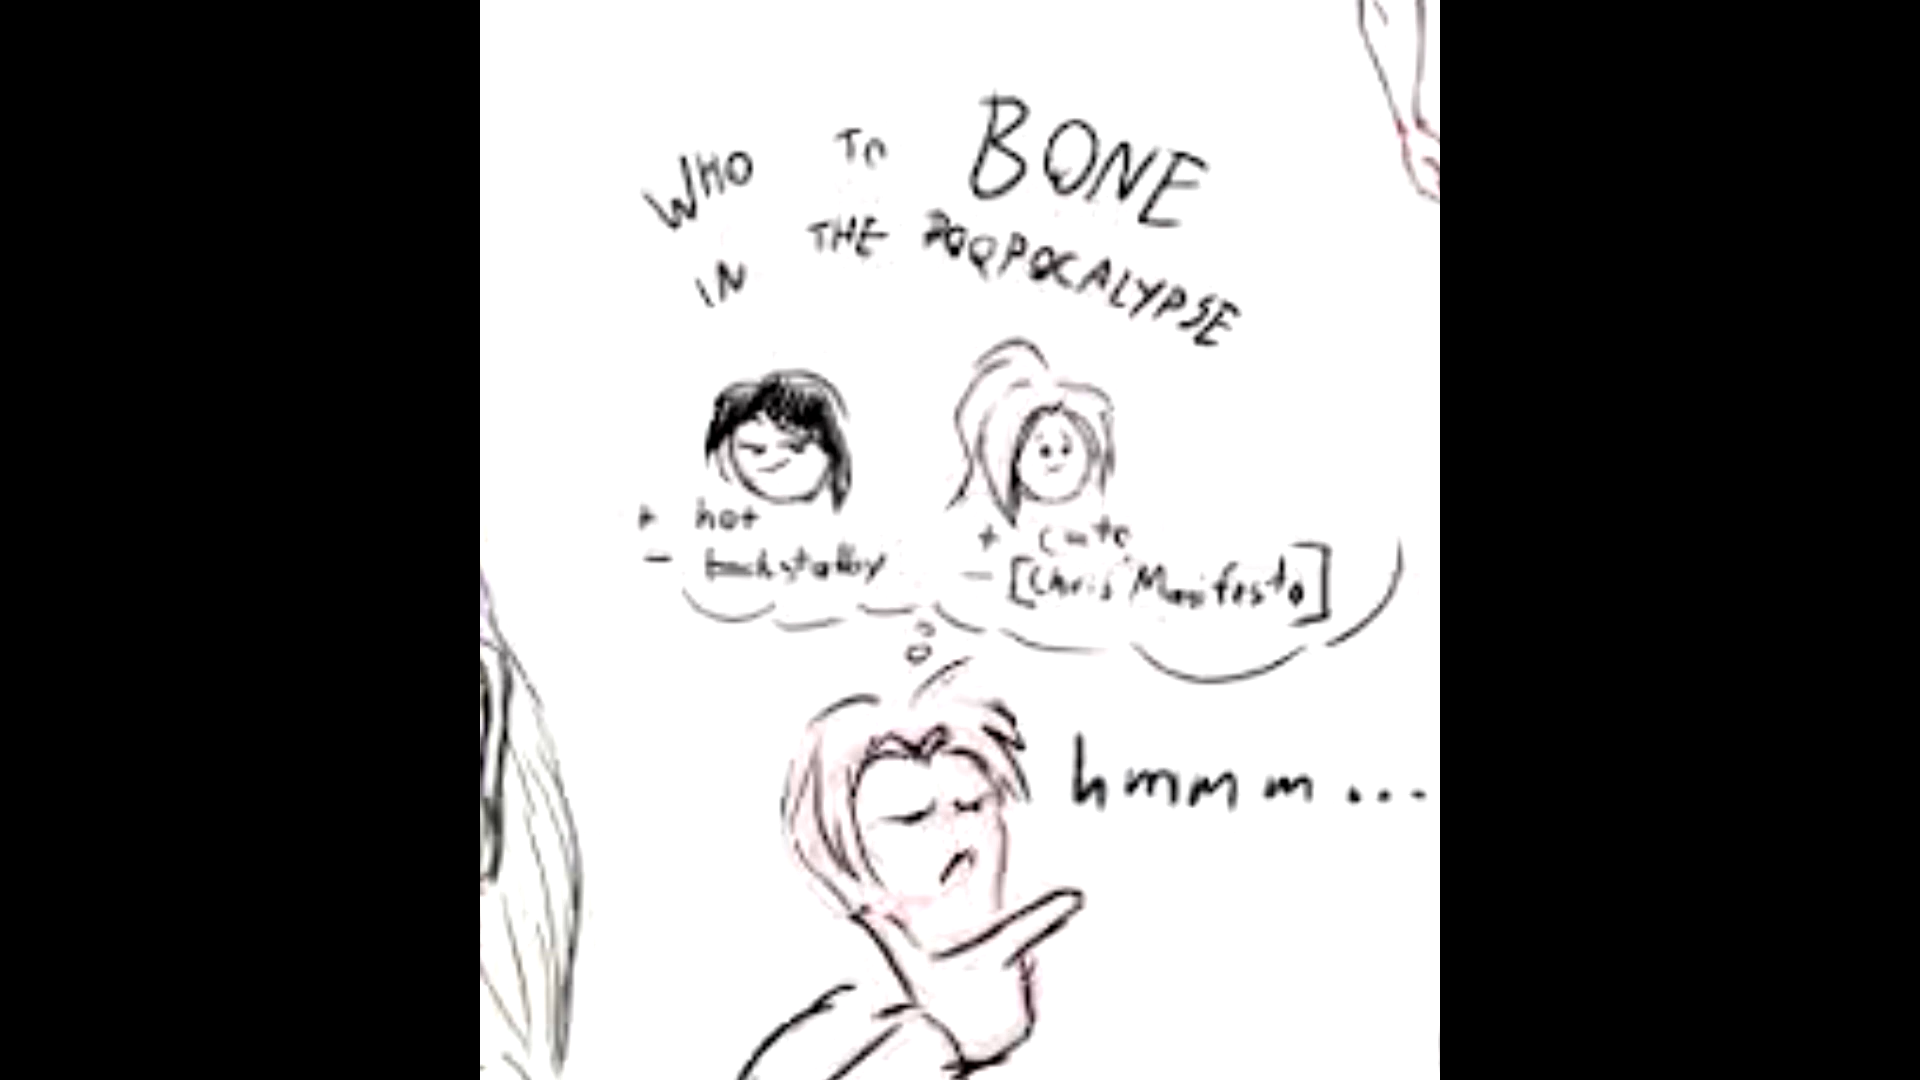 WHO TO BONE
IN THE POOPOCALYPSE
+ hot
- backstabby
+ cute
- [Chris' Manifesto]
hmmm...